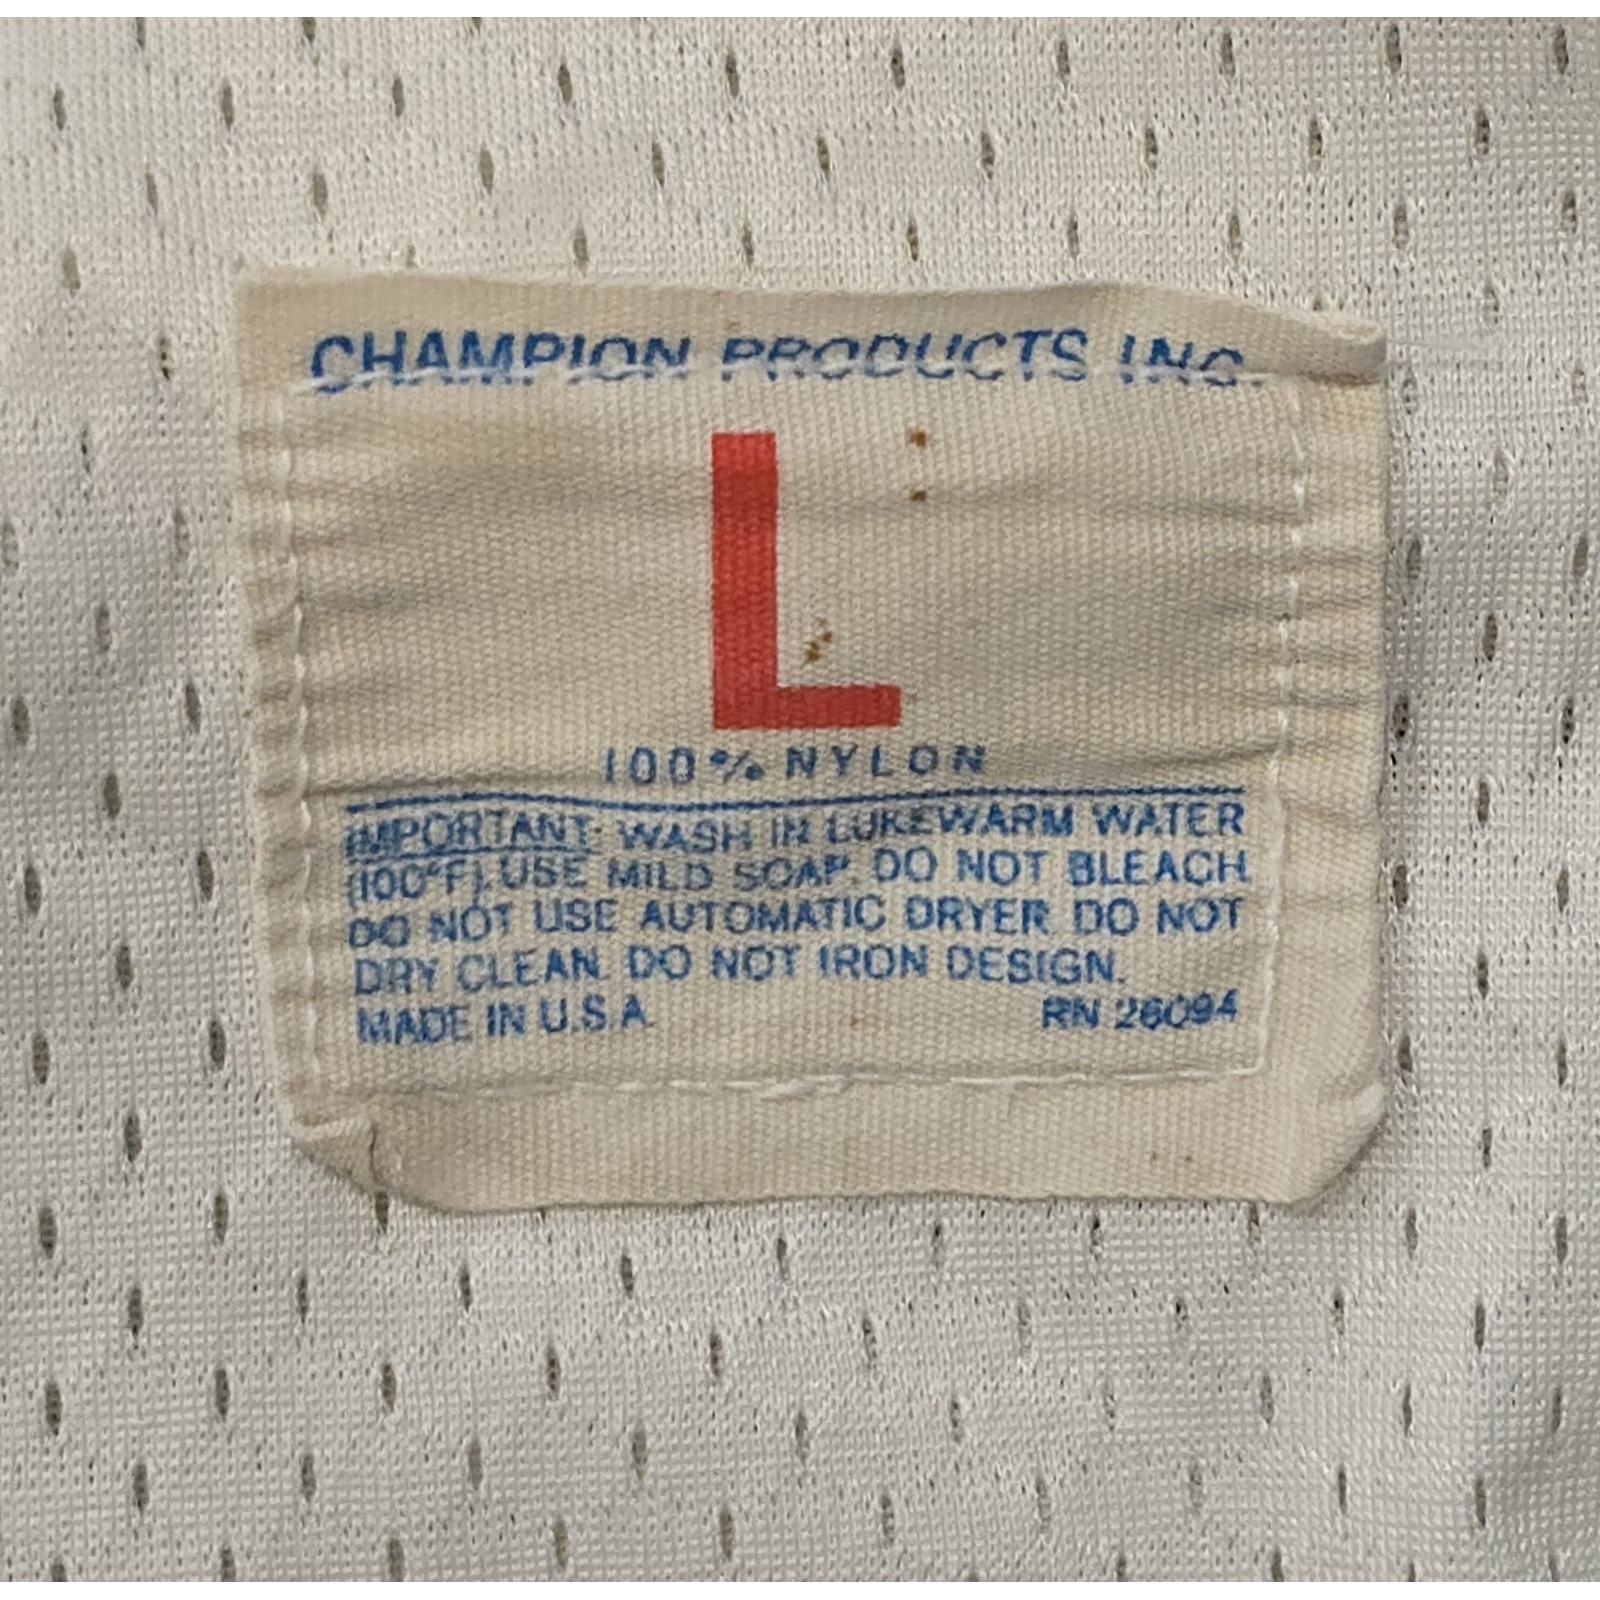 CHAMPION PRODUCTS INC.
L
100% NYLON
IMPORTANT: WASH IN LUKEWARM WATER
(100°F). USE MILD SOAP. DO NOT BLEACH
DO NOT USE AUTOMATIC DRYER. DO NOT
DRY CLEAN. DO NOT IRON DESIGN.
MADE IN U.S.A. RN 26094